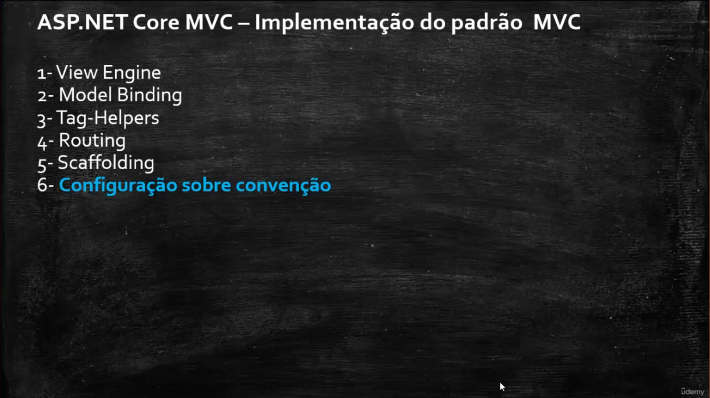 ASP.NET Core MVC – Implementação do padrão MVC
1- View Engine
2- Model Binding
3- Tag-Helpers
4- Routing
5- Scaffolding
6- Configuração sobre convenção
ûdemy